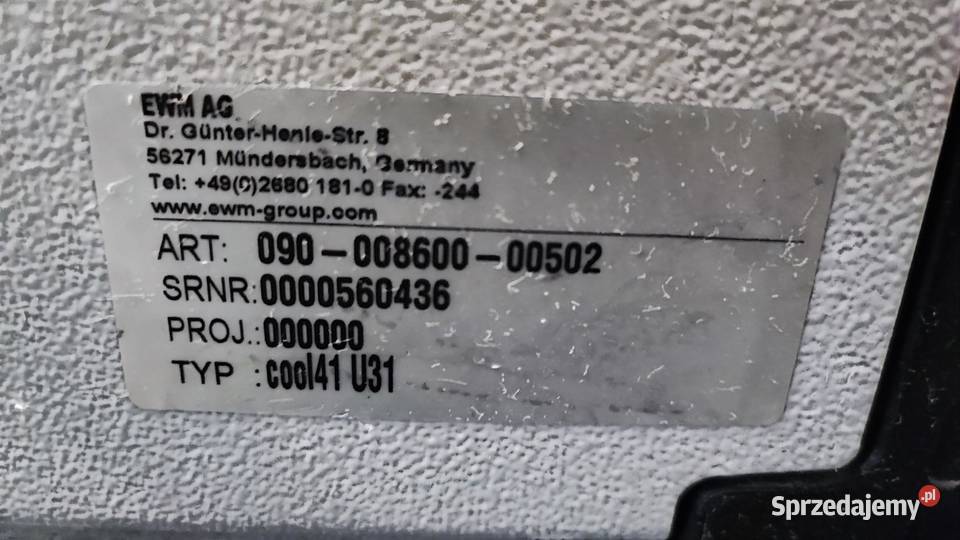 EWM AG
Dr. Günter-Henle-Str. 8
56271 Mündersbach, Germany
Tel: +49(0)2680 181-0 Fax: -244
www.ewm-group.com
ART: 090-008600-00502
SRNR:0000560436
PROJ.:000000
TYP :cool41 U31
Sprzedajemy.pl